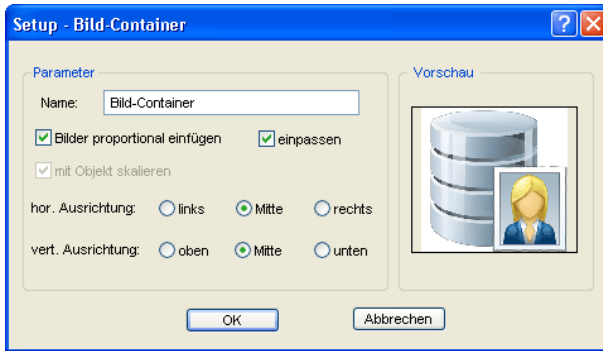 Setup - Bild-Container
Parameter
Name: Bild-Container
Bilder proportional einfügen einpassen
mit Objekt skalieren
hor. Ausrichtung: links Mitte rechts
vert. Ausrichtung: oben Mitte unten
Vorschau
OK Abbrechen